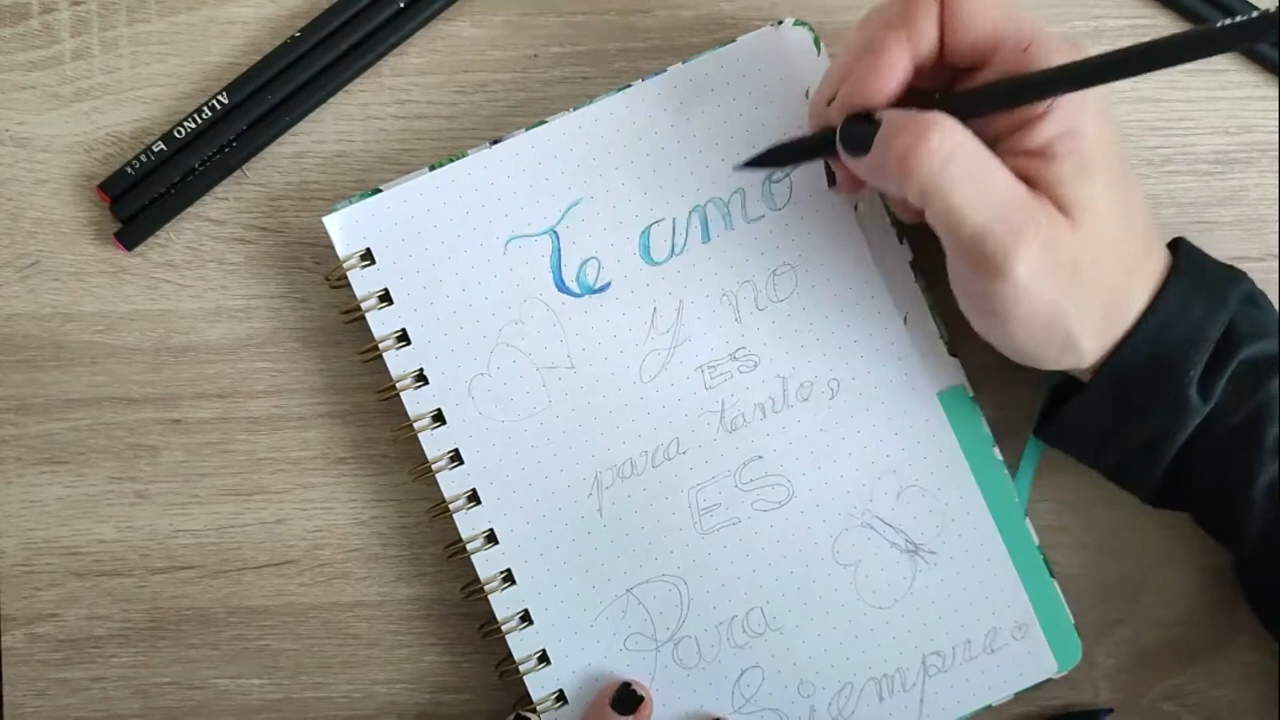 ALPINO black
Te amo
y no
ES
para tanto,
ES
Para
Siempre.